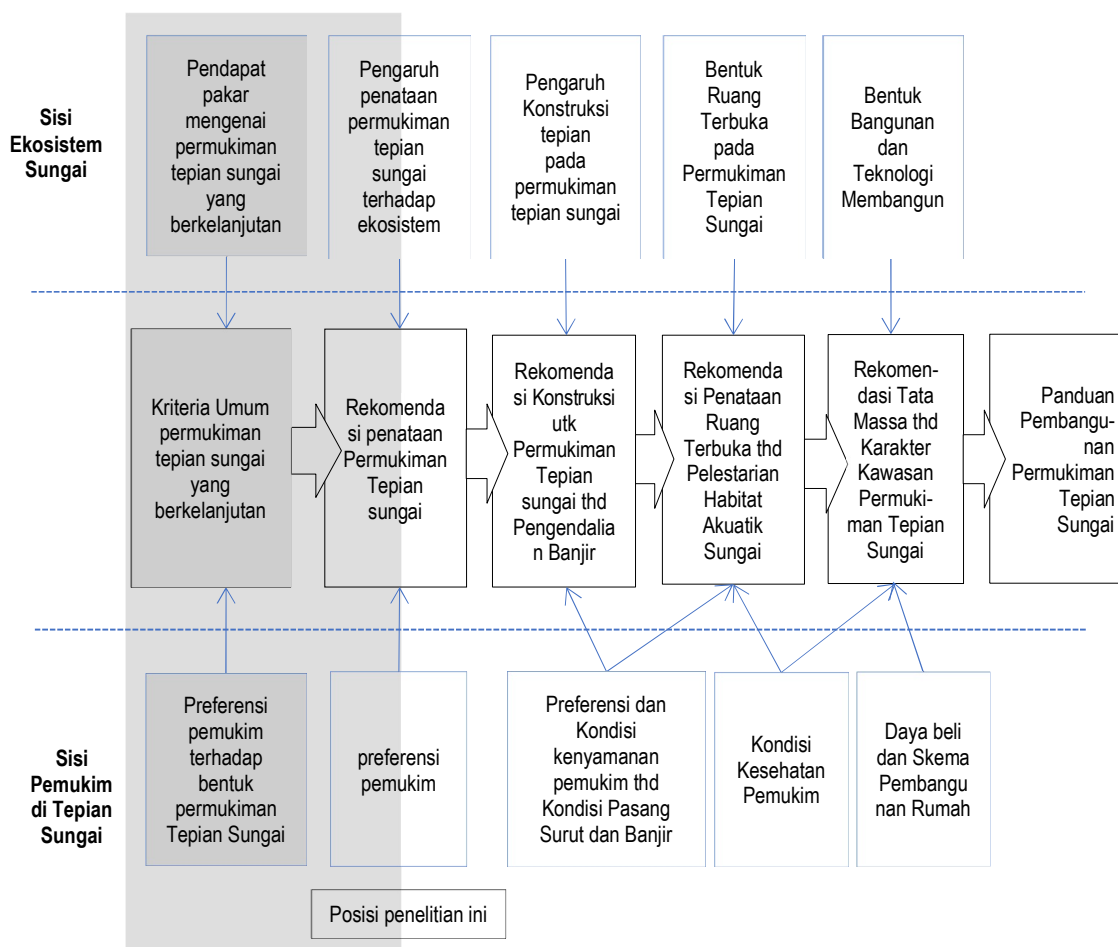 Sisi
Ekosistem
Sungai
Pendapat
pakar
mengenai
permukiman
tepian sungai
yang
berkelanjutan
Pengaruh
penataan
permukiman
tepian
sungai
terhadap
ekosistem
Pengaruh
Konstruksi
tepian
pada
permukiman
tepian sungai
Bentuk
Ruang
Terbuka
pada
Permukiman
Tepian
Sungai
Bentuk
Bangunan
dan
Teknologi
Membangun
Kriteria Umum
permukiman
tepian sungai
yang
berkelanjutan
Rekomenda
si penataan
Permukiman
Tepian
sungai
Rekomenda
si Konstruksi
utk
Permukiman
Tepian
sungai thd
Pengendalia
n Banjir
Rekomenda
si Penataan
Ruang
Terbuka thd
Pelestarian
Habitat
Akuatik
Sungai
Rekomen-
dasi Tata
Massa thd
Karakter
Kawasan
Permuki-
man Tepian
Sungai
Panduan
Pembangu-
nan
Permukiman
Tepian
Sungai
Sisi
Pemukim
di Tepian
Sungai
Preferensi
pemukim
terhadap
bentuk
permukiman
Tepian Sungai
preferensi
pemukim
Preferensi dan
Kondisi
kenyamanan
pemukim thd
Kondisi Pasang
Surut dan Banjir
Kondisi
Kesehatan
Pemukim
Daya beli
dan Skema
Pembangu
nan Rumah
Posisi penelitian ini